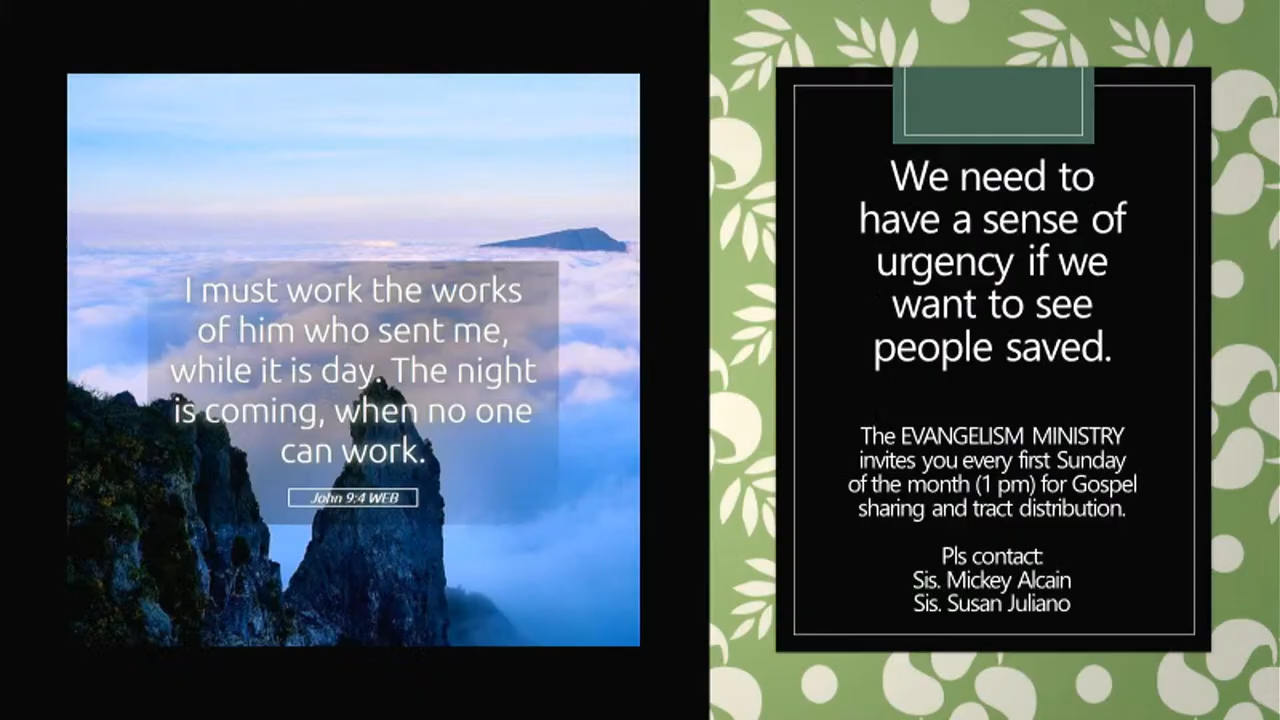 I must work the works
of him who sent me,
while it is day. The night
is coming, when no one
can work.
John 9:4 WEB
We need to
have a sense of
urgency if we
want to see
people saved.
The EVANGELISM MINISTRY
invites you every first Sunday
of the month (1 pm) for Gospel
sharing and tract distribution.
Pls contact:
Sis. Mickey Alcain
Sis. Susan Juliano